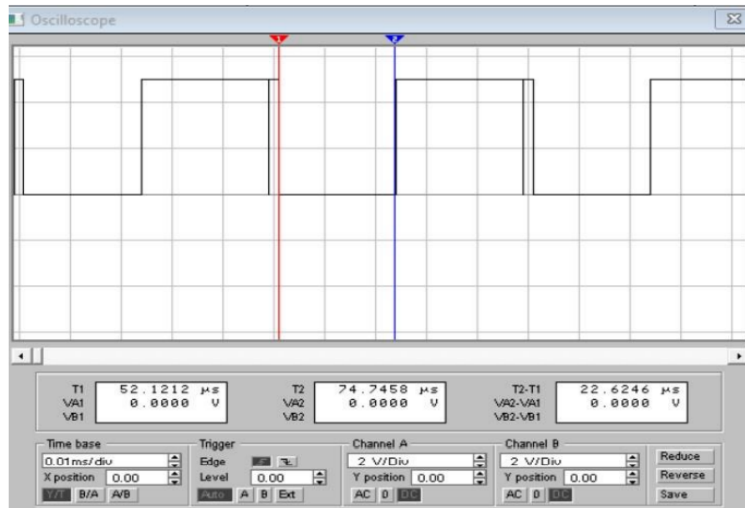 Oscilloscope
1
2
T1 52.1212 µs T2 74.7458 µs T2-T1 22.6246 µs
VA1 0.0000 V VA2 0.0000 V VA2-VA1 0.0000 V
VB1 VB2 VB2-VB1
Time base Trigger Channel A Channel B
0.01ms/div Edge 2 V/Div 2 V/Div Reduce
X position 0.00 Level 0.00 Y position 0.00 Y position 0.00 Reverse
Y/T B/A A/B Auto A B Ext AC 0 DC AC 0 DC Save